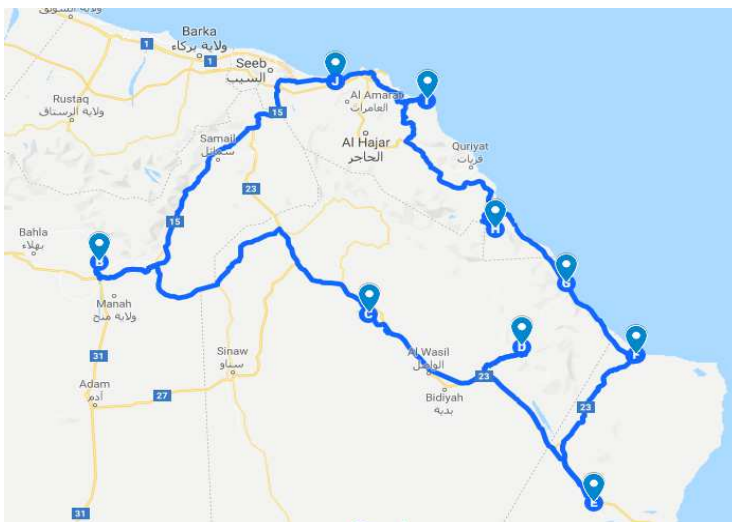 ولاية السويق
Barka
ولاية بركاء
1
1
Seeb
السيب
J
Rustaq
ولاية الرستاق
15
Al Amarat
العامرات
I
Samail
سمائل
Al Hajar
الحاجر
Quriyat
قريات
23
15
H
Bahla
بهلاء
B
Manah
ولاية منح
G
C
D
F
Sinaw
سناو
Al Wasil
الواصل
31
23
Bidiyah
بدية
Adam
آدم
27
23
E
31